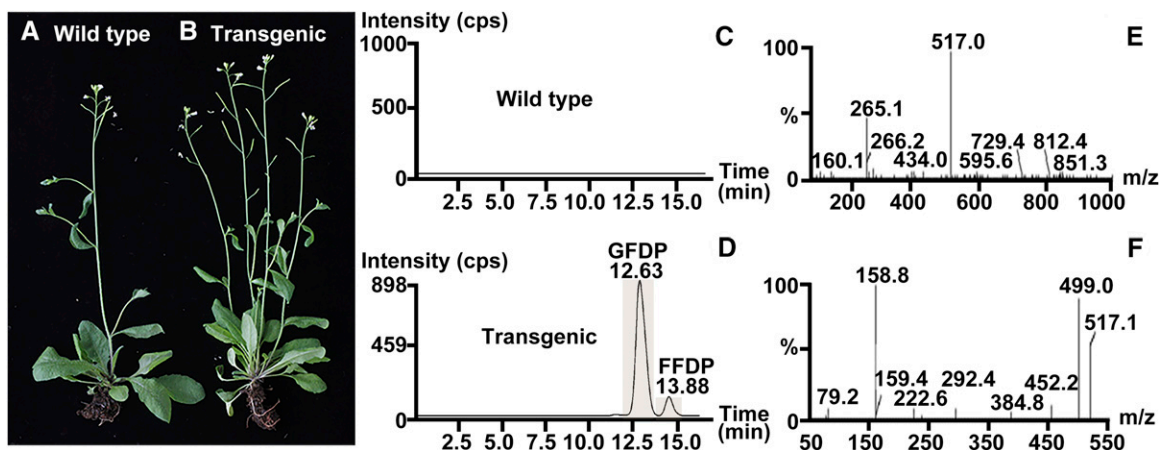 A Wild type
B Transgenic
Intensity (cps)
C
1000
500
0
Wild type
Time
(min)
2.5 5.0 7.5 10.0 12.5 15.0
Intensity (cps)
D
GFDP
12.63
898
459
0
Transgenic
FFDP
13.88
Time
(min)
2.5 5.0 7.5 10.0 12.5 15.0
E
100
%
0
517.0
265.1
266.2
729.4
812.4
160.1
434.0
595.6
851.3
m/z
200 400 600 800 1000
F
100
%
0
158.8
499.0
517.1
79.2
159.4
222.6
292.4
384.8
452.2
m/z
50 150 250 350 450 550